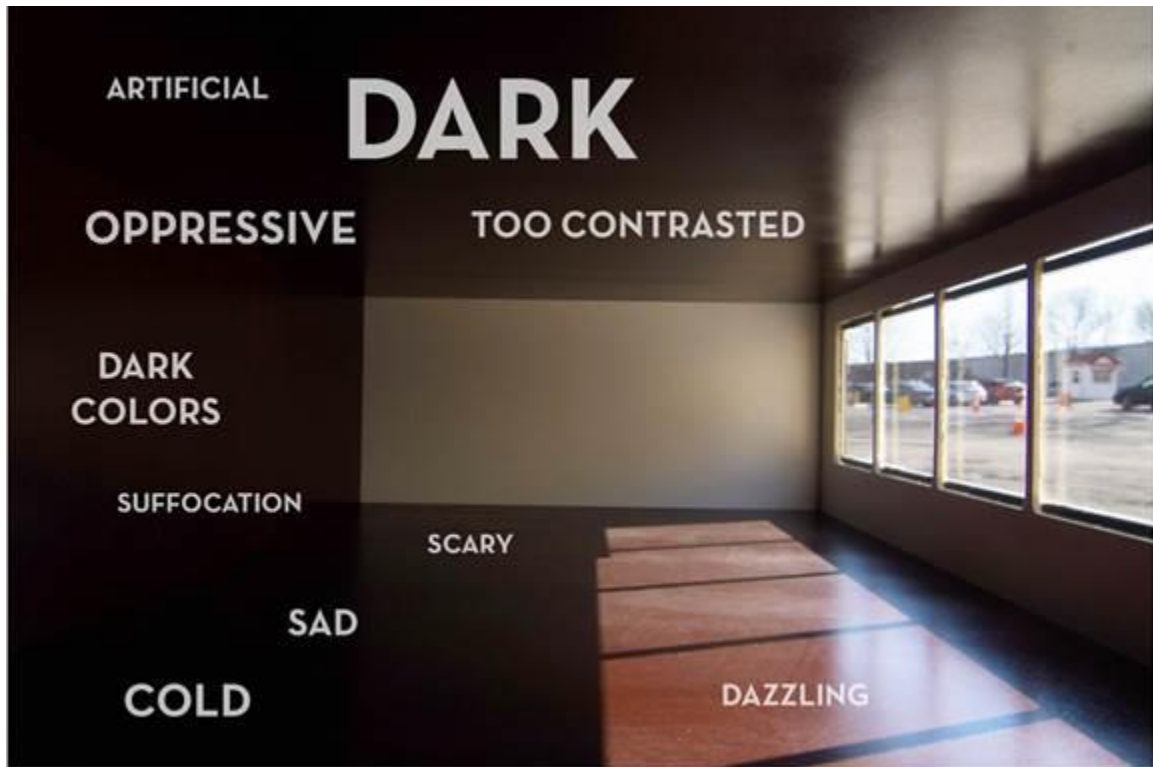 ARTIFICIAL
DARK
OPPRESSIVE
TOO CONTRASTED
DARK
COLORS
SUFFOCATION
SCARY
SAD
COLD
DAZZLING